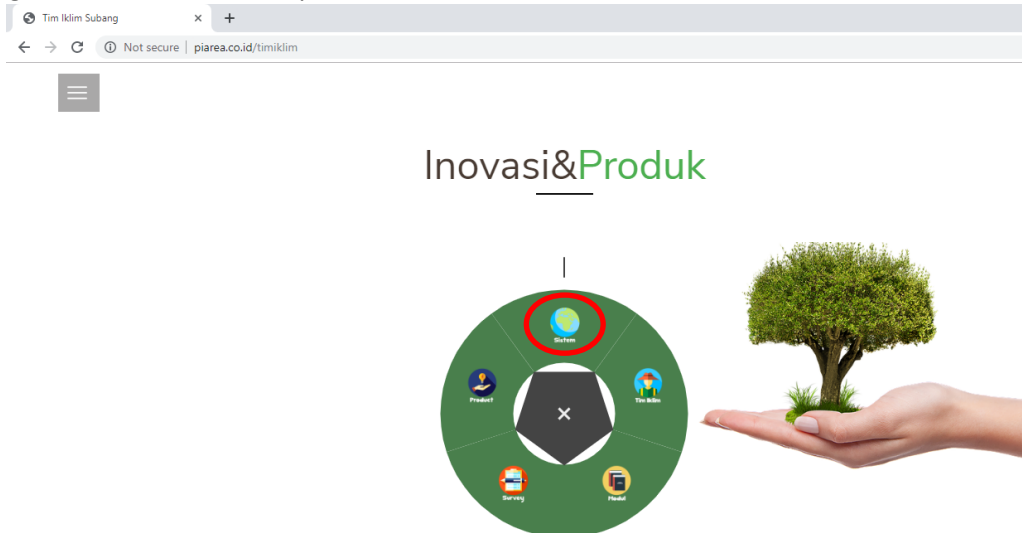 Tim Iklim Subang
Not secure | piarea.co.id/timiklim
Inovasi&Produk
Sistem
Product
Tim Iklim
Survey
Modul